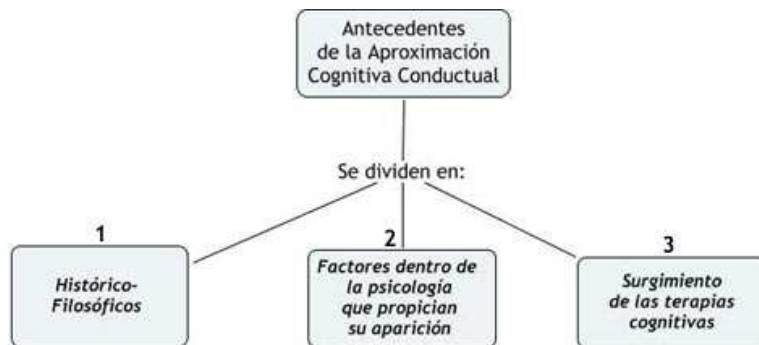 Antecedentes
de la Aproximación
Cognitiva Conductual
Se dividen en:
1
Histórico-
Filosóficos
2
Factores dentro de
la psicología
que propician
su aparición
3
Surgimiento
de las terapias
cognitivas